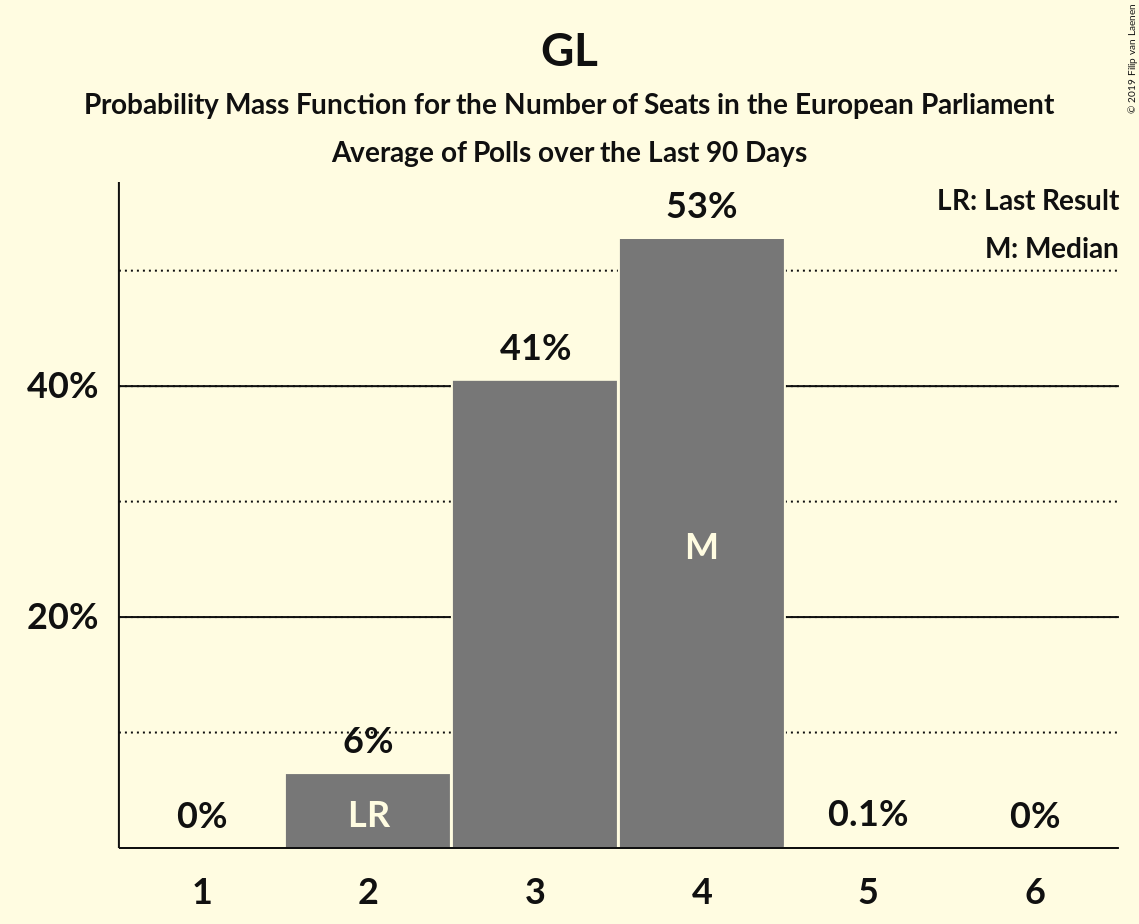 GL
Probability Mass Function for the Number of Seats in the European Parliament
Average of Polls over the Last 90 Days
© 2019 Filip van Laenen
LR: Last Result
M: Median
53%
41%
40%
M
20%
6%
LR
0%
0.1%
0%
1 2 3 4 5 6